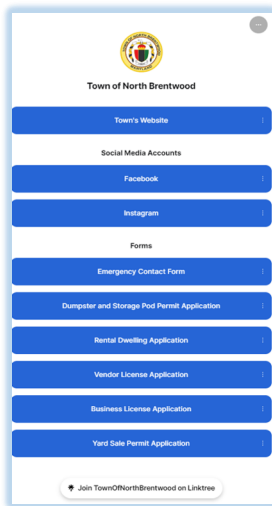 Town of North Brentwood
Town's Website
Social Media Accounts
Facebook
Instagram
Forms
Emergency Contact Form
Dumpster and Storage Pod Permit Application
Rental Dwelling Application
Vendor License Application
Business License Application
Yard Sale Permit Application
Join TownOfNorthBrentwood on Linktree